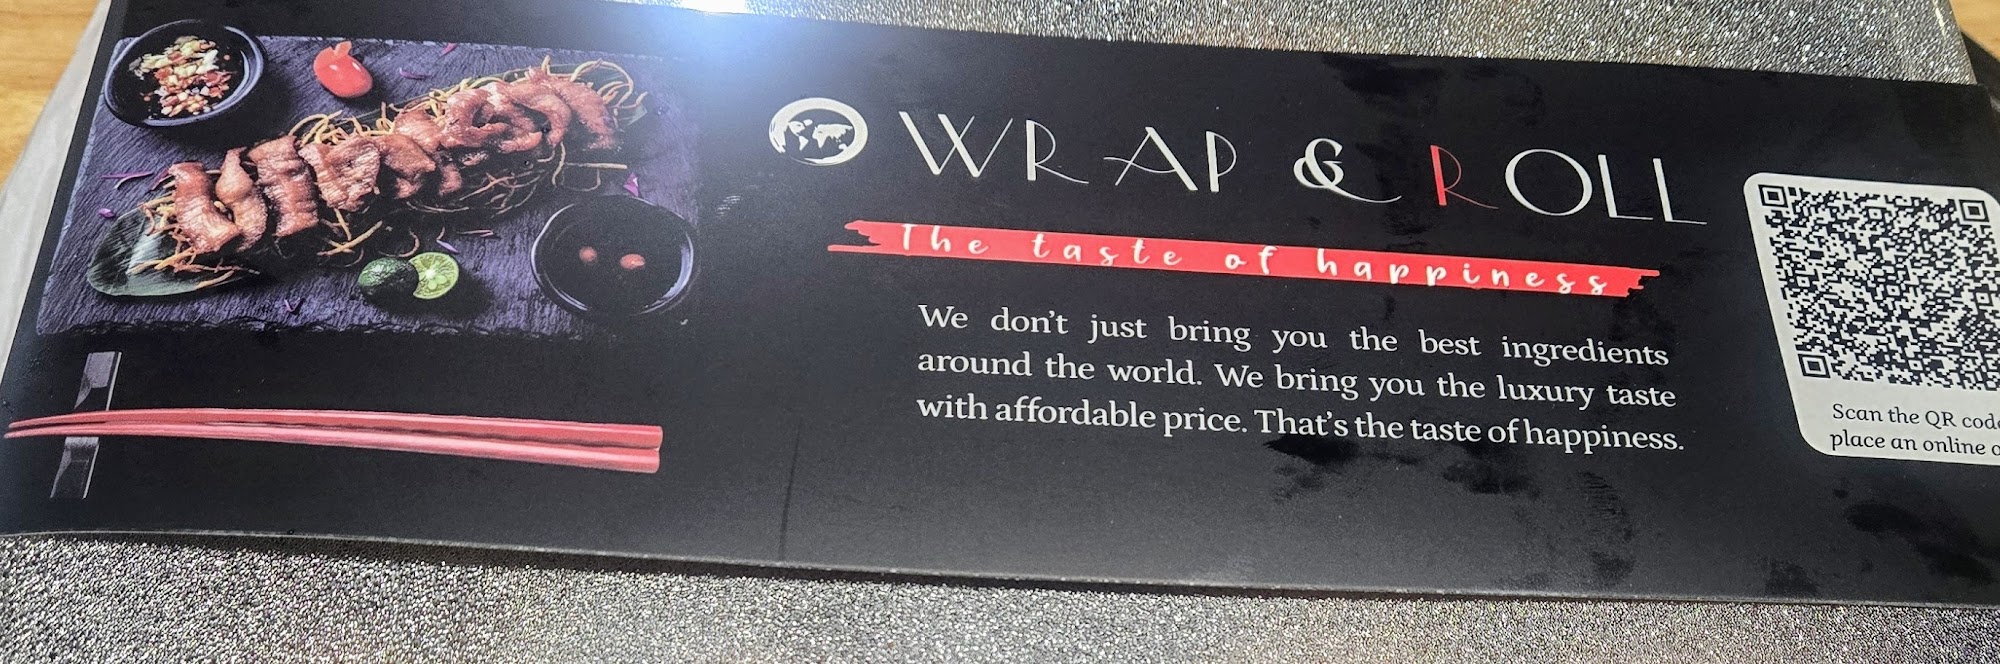 WRAP & ROLL
The taste of happiness
We don't just bring you the best ingredients
around the world. We bring you the luxury taste
with affordable price. That's the taste of happiness.
Scan the QR code
place an online